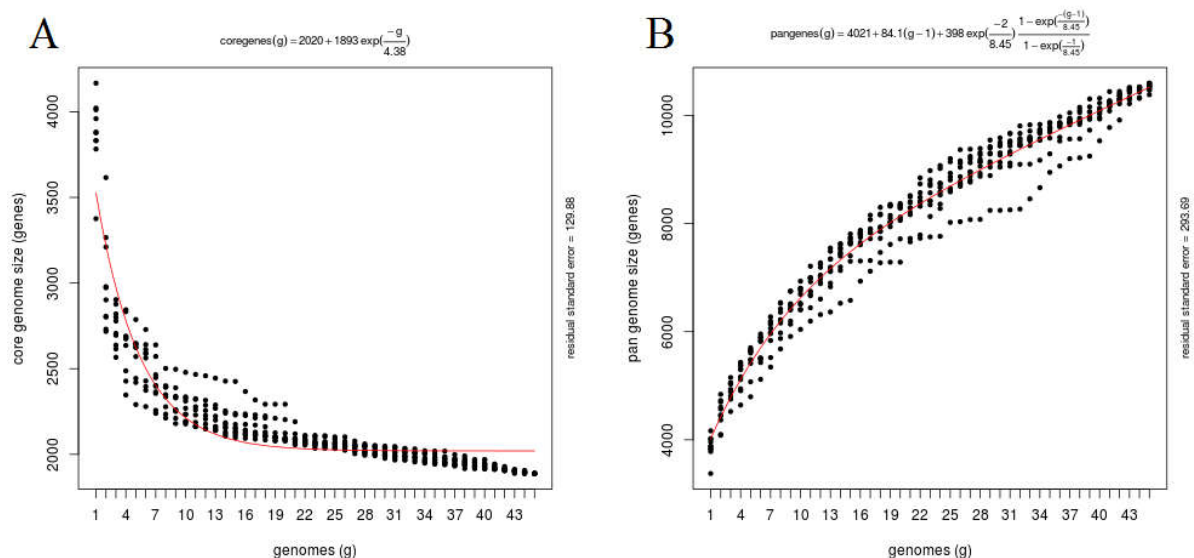 A
coregenes(g) = 2020 + 1893 exp(-g/4.38)
core genome size (genes)
4000
3500
3000
2500
2000
1 4 7 10 13 16 19 22 25 28 31 34 37 40 43
genomes (g)
residual standard error = 129.88
B
pangenes(g) = 4021 + 84.1(g-1) + 398 exp(-2/8.45) 1-exp(-(g-1)/8.45)/1-exp(-1/8.45)
pan genome size (genes)
10000
8000
6000
4000
1 4 7 10 13 16 19 22 25 28 31 34 37 40 43
genomes (g)
residual standard error = 293.69